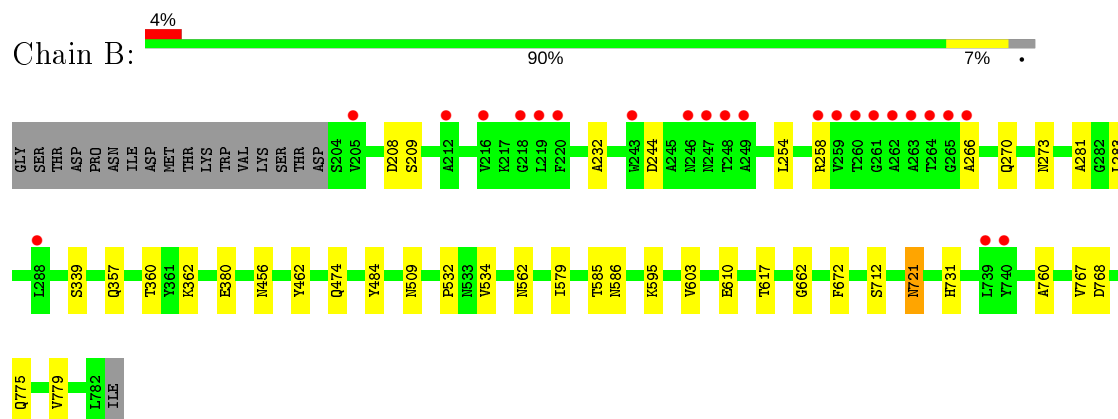 4%
Chain B:
90% 7% .
GLY SER THR ASP PRO ASN ILE ASP MET THR LYS TRP VAL LYS SER THR ASP S204 V205 D208 S209 A212 V216 K217 G218 L219 F220 A232 W243 D244 A245 N246 N247 T248 A249 L254 R258 V259 T260 G261 A262 A263 T264 G265 A266 Q270 N273 A281 G282 L283
L288 S339 Q357 T360 Y361 K362 E380 N456 Y462 Q474 Y484 N509 P532 N533 V534 N562 I579 T585 N586 K595 V603 E610 T617 G662 F672 S712 N721 H731 L739 Y740 A760 V767 D768
Q775 V779 L782 ILE